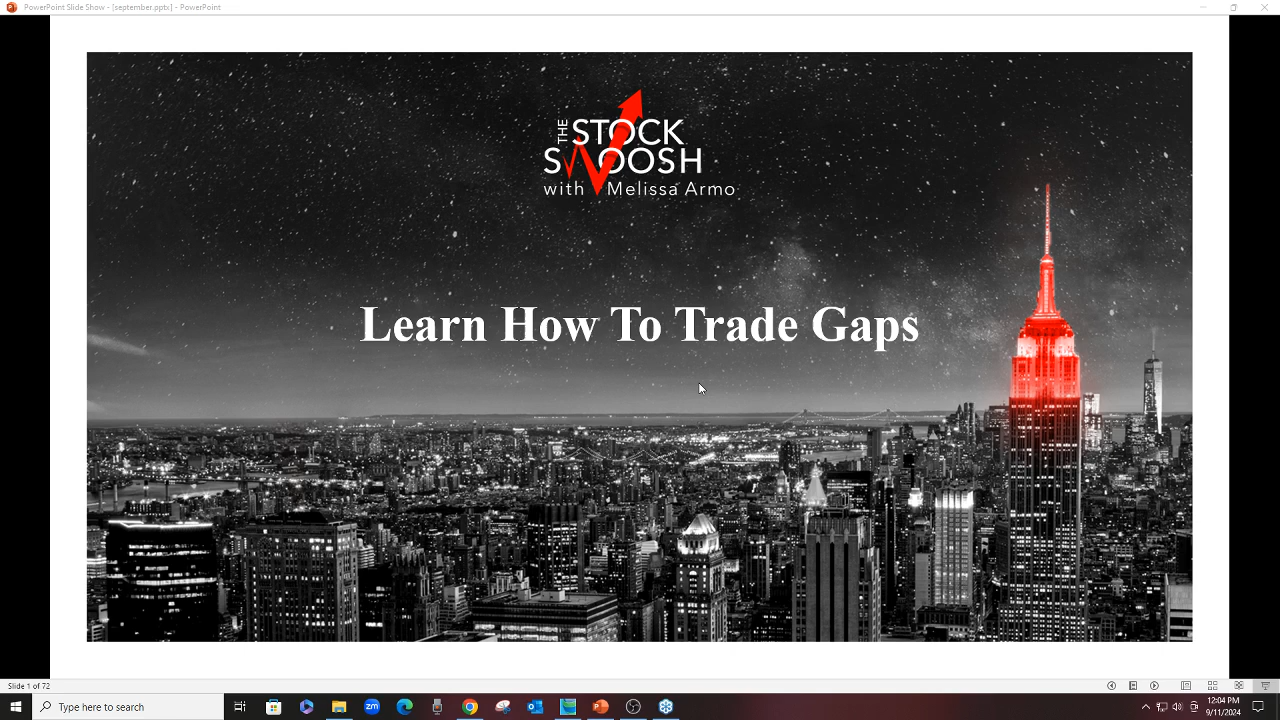 PowerPoint Slide Show - [september.pptx] - PowerPoint
THE STOCK
SWOOSH
with Melissa Armo
Learn How To Trade Gaps
Slide 1 of 72
Type here to search
zm
12:04 PM
9/11/2024